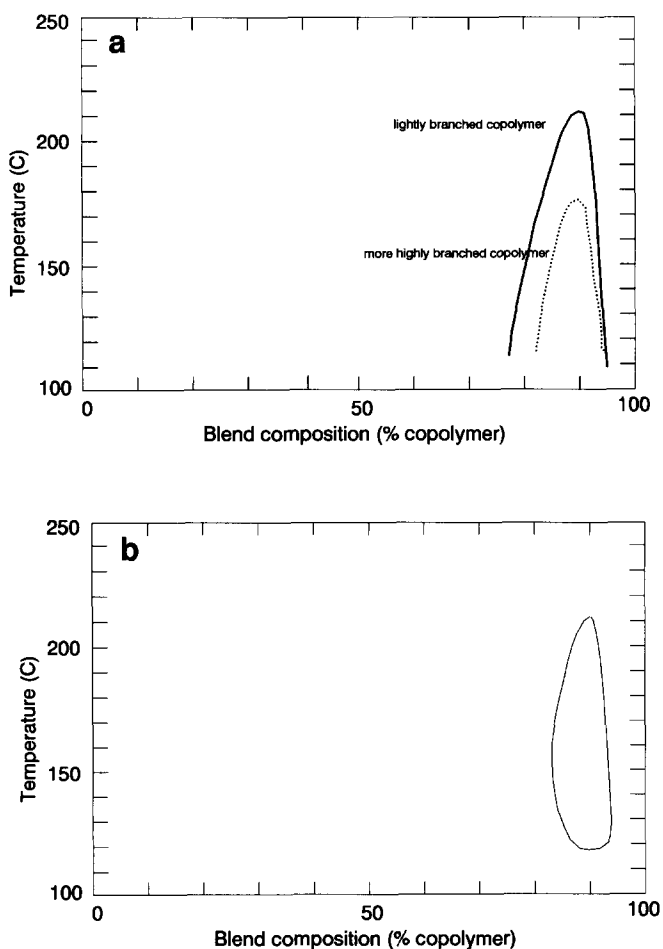 250
a
200
lightly branched copolymer
more highly branched copolymer
150
100
0
50
100
Temperature (C)
Blend composition (% copolymer)
250
b
200
150
100
0
50
100
Temperature (C)
Blend composition (% copolymer)